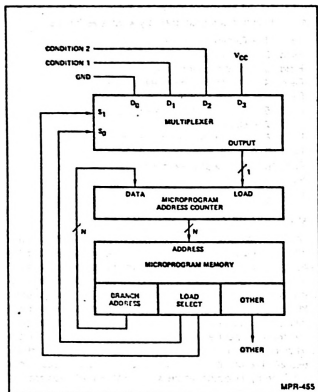 CONDITION 2
CONDITION 1
GND
VCC
D0 D1 D2 D3
S1
MULTIPLEXER
S0
OUTPUT
1
DATA LOAD
MICROPROGRAM
ADDRESS COUNTER
N N
ADDRESS
MICROPROGRAM MEMORY
BRANCH
ADDRESS
LOAD
SELECT
OTHER
OTHER
MPR-485